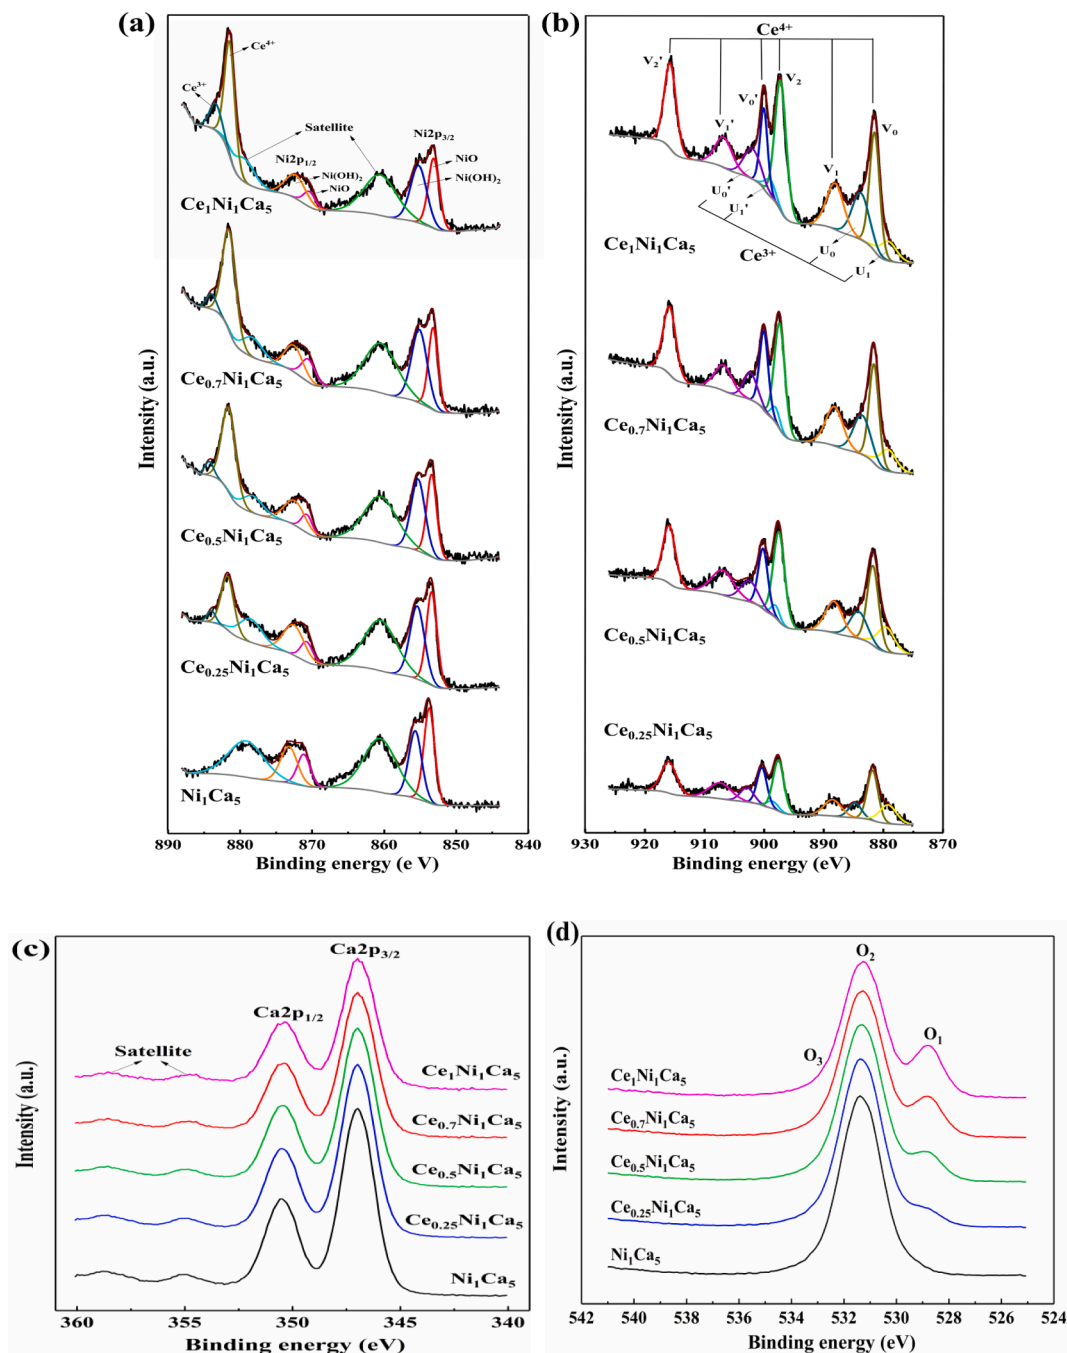 (a)
Ce⁴⁺
Ce³⁺
Satellite
Ni2p₁/₂
Ni(OH)₂
NiO
Ni2p₃/₂
NiO
Ni(OH)₂
Ce₁Ni₁Ca₅
Ce₀.₇Ni₁Ca₅
Ce₀.₅Ni₁Ca₅
Ce₀.₂₅Ni₁Ca₅
Ni₁Ca₅
Intensity (a.u.)
890 880 870 860 850 840
Binding energy (e V)
(b)
Ce⁴⁺
V₂'
V₁'
V₀'
V₂
V₁
V₀
U₀'
U₁'
U₀
U₁
Ce³⁺
Ce₁Ni₁Ca₅
Ce₀.₇Ni₁Ca₅
Ce₀.₅Ni₁Ca₅
Ce₀.₂₅Ni₁Ca₅
Intensity (a.u.)
930 920 910 900 890 880 870
Binding energy (eV)
(c)
Ca2p₃/₂
Ca2p₁/₂
Satellite
Ce₁Ni₁Ca₅
Ce₀.₇Ni₁Ca₅
Ce₀.₅Ni₁Ca₅
Ce₀.₂₅Ni₁Ca₅
Ni₁Ca₅
Intensity (a.u.)
360 355 350 345 340
Binding energy (eV)
(d)
O₂
O₁
O₃
Ce₁Ni₁Ca₅
Ce₀.₇Ni₁Ca₅
Ce₀.₅Ni₁Ca₅
Ce₀.₂₅Ni₁Ca₅
Ni₁Ca₅
Intensity (a.u.)
542 540 538 536 534 532 530 528 526 524
Binding energy (eV)